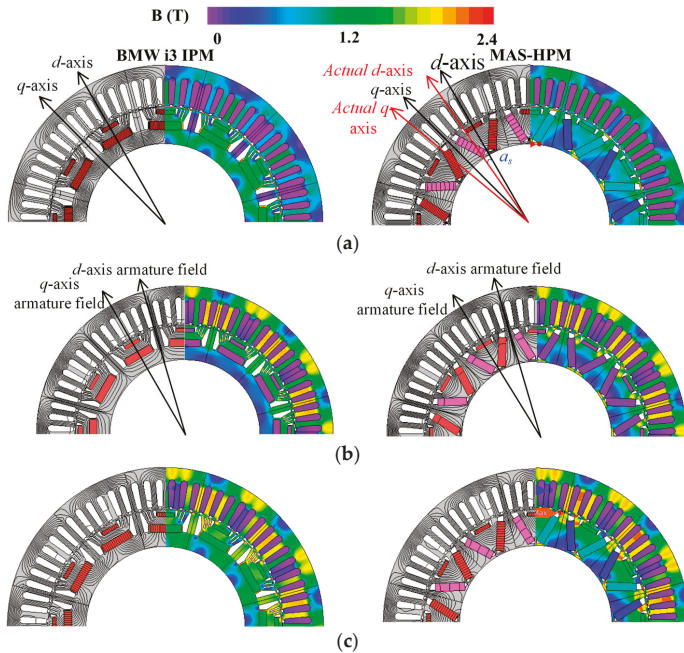 B (T)
0
1.2
2.4
BMW i3 IPM
MAS-HPM
d-axis
q-axis
Actual d-axis
d-axis
q-axis
Actual q
axis
as
(a)
d-axis armature field
q-axis
armature field
d-axis armature field
q-axis
armature field
(b)
(c)